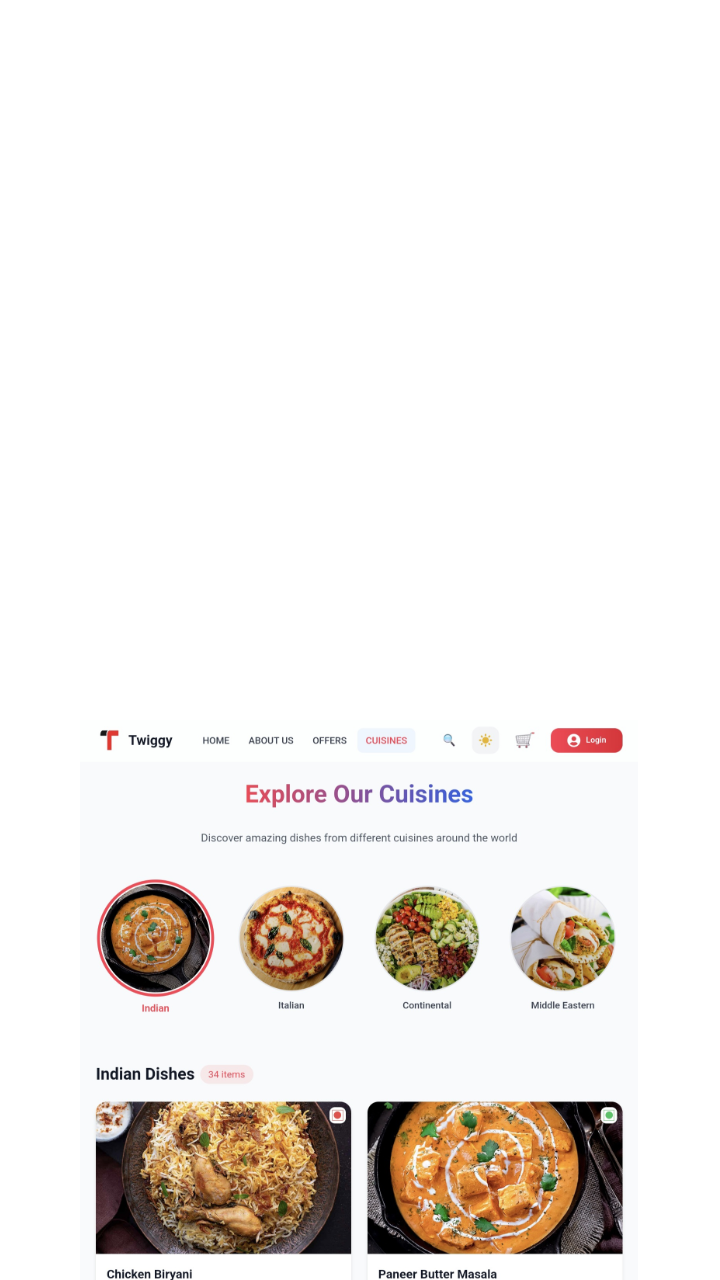 Twiggy HOME ABOUT US OFFERS CUISINES Login
Explore Our Cuisines
Discover amazing dishes from different cuisines around the world
Indian Italian Continental Middle Eastern
Indian Dishes 34 items
Chicken Biryani Paneer Butter Masala